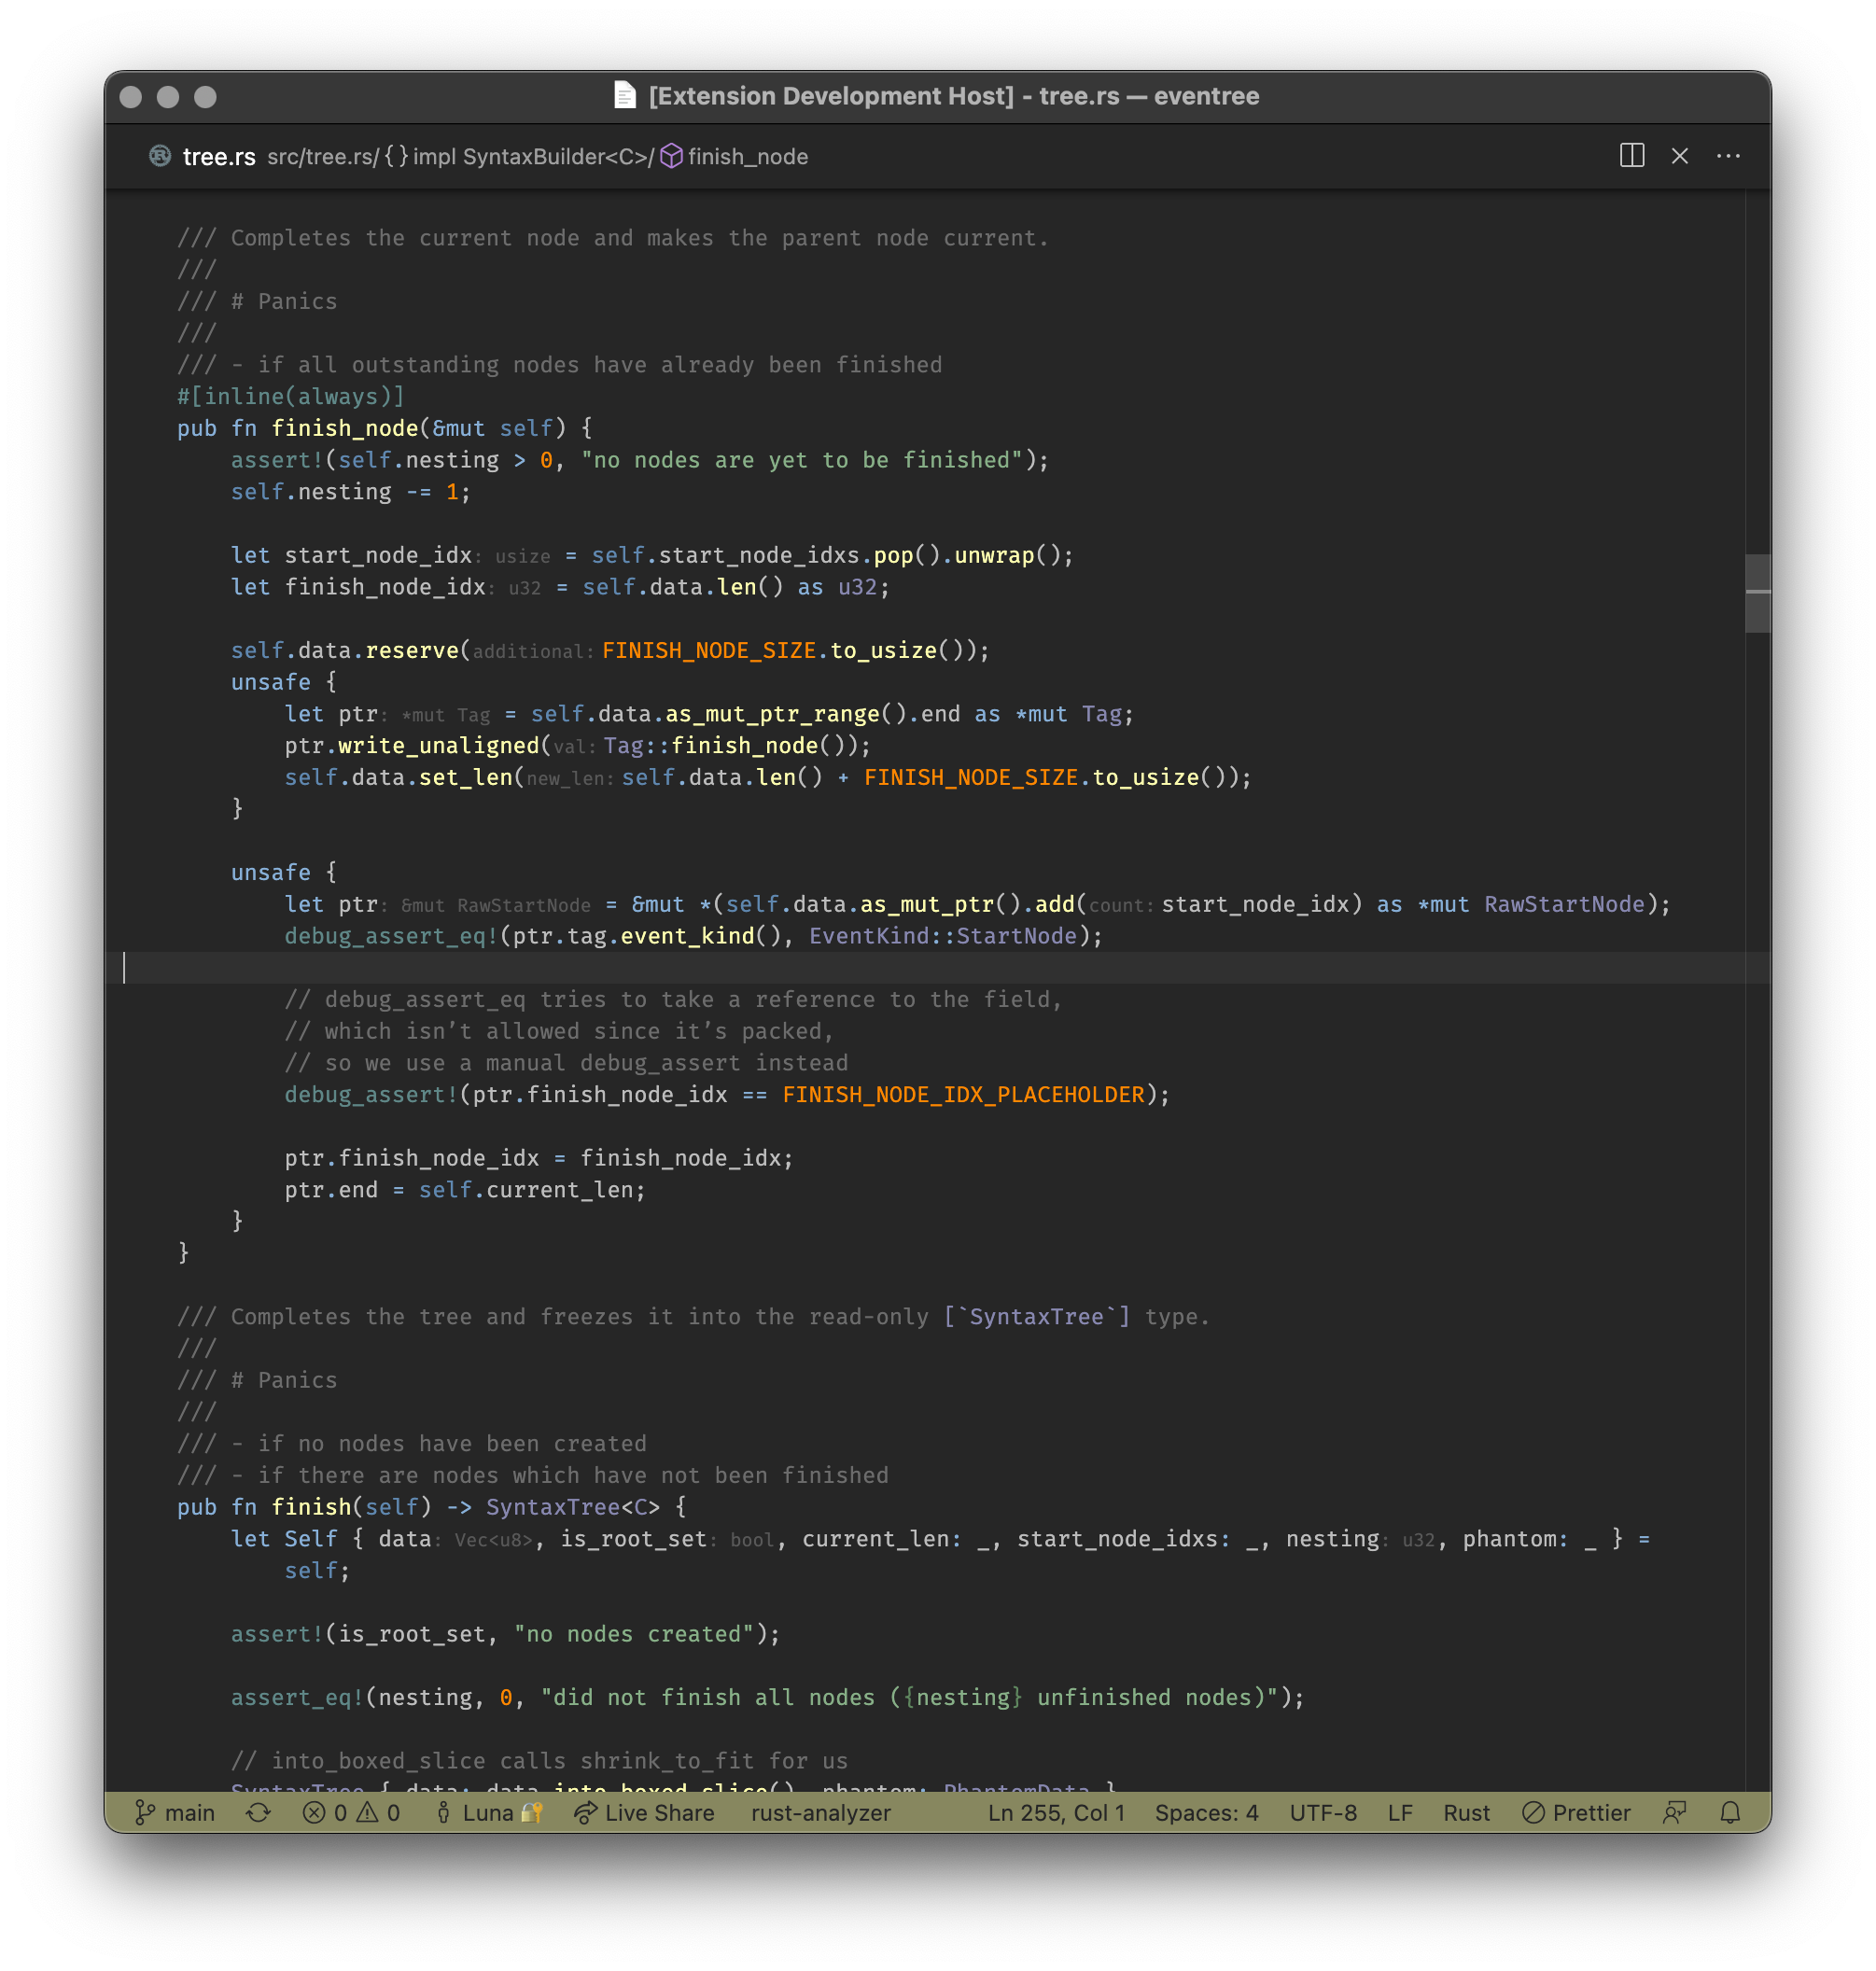 [Extension Development Host] - tree.rs — eventree
tree.rs src/tree.rs/{} impl SyntaxBuilder<C>/ finish_node
/// Completes the current node and makes the parent node current.
///
/// # Panics
///
/// - if all outstanding nodes have already been finished
#[inline(always)]
pub fn finish_node(&mut self) {
    assert!(self.nesting > 0, "no nodes are yet to be finished");
    self.nesting -= 1;
    let start_node_idx: usize = self.start_node_idxs.pop().unwrap();
    let finish_node_idx: u32 = self.data.len() as u32;
    self.data.reserve(additional: FINISH_NODE_SIZE.to_usize());
    unsafe {
        let ptr: *mut Tag = self.data.as_mut_ptr_range().end as *mut Tag;
        ptr.write_unaligned(val: Tag::finish_node());
        self.data.set_len(new_len: self.data.len() + FINISH_NODE_SIZE.to_usize());
    }
    unsafe {
        let ptr: &mut RawStartNode = &mut *(self.data.as_mut_ptr().add(count: start_node_idx) as *mut RawStartNode);
        debug_assert_eq!(ptr.tag.event_kind(), EventKind::StartNode);
        // debug_assert_eq tries to take a reference to the field,
        // which isn’t allowed since it’s packed,
        // so we use a manual debug_assert instead
        debug_assert!(ptr.finish_node_idx == FINISH_NODE_IDX_PLACEHOLDER);
        ptr.finish_node_idx = finish_node_idx;
        ptr.end = self.current_len;
    }
}
/// Completes the tree and freezes it into the read-only [`SyntaxTree`] type.
///
/// # Panics
///
/// - if no nodes have been created
/// - if there are nodes which have not been finished
pub fn finish(self) -> SyntaxTree<C> {
    let Self { data: Vec<u8>, is_root_set: bool, current_len: _, start_node_idxs: _, nesting: u32, phantom: _ } =
        self;
    assert!(is_root_set, "no nodes created");
    assert_eq!(nesting, 0, "did not finish all nodes ({nesting} unfinished nodes)");
    // into_boxed_slice calls shrink_to_fit for us
    SyntaxTree { data: data.into_boxed_slice(), phantom: PhantomData }
main 0 0 Luna Live Share rust-analyzer Ln 255, Col 1 Spaces: 4 UTF-8 LF Rust Prettier